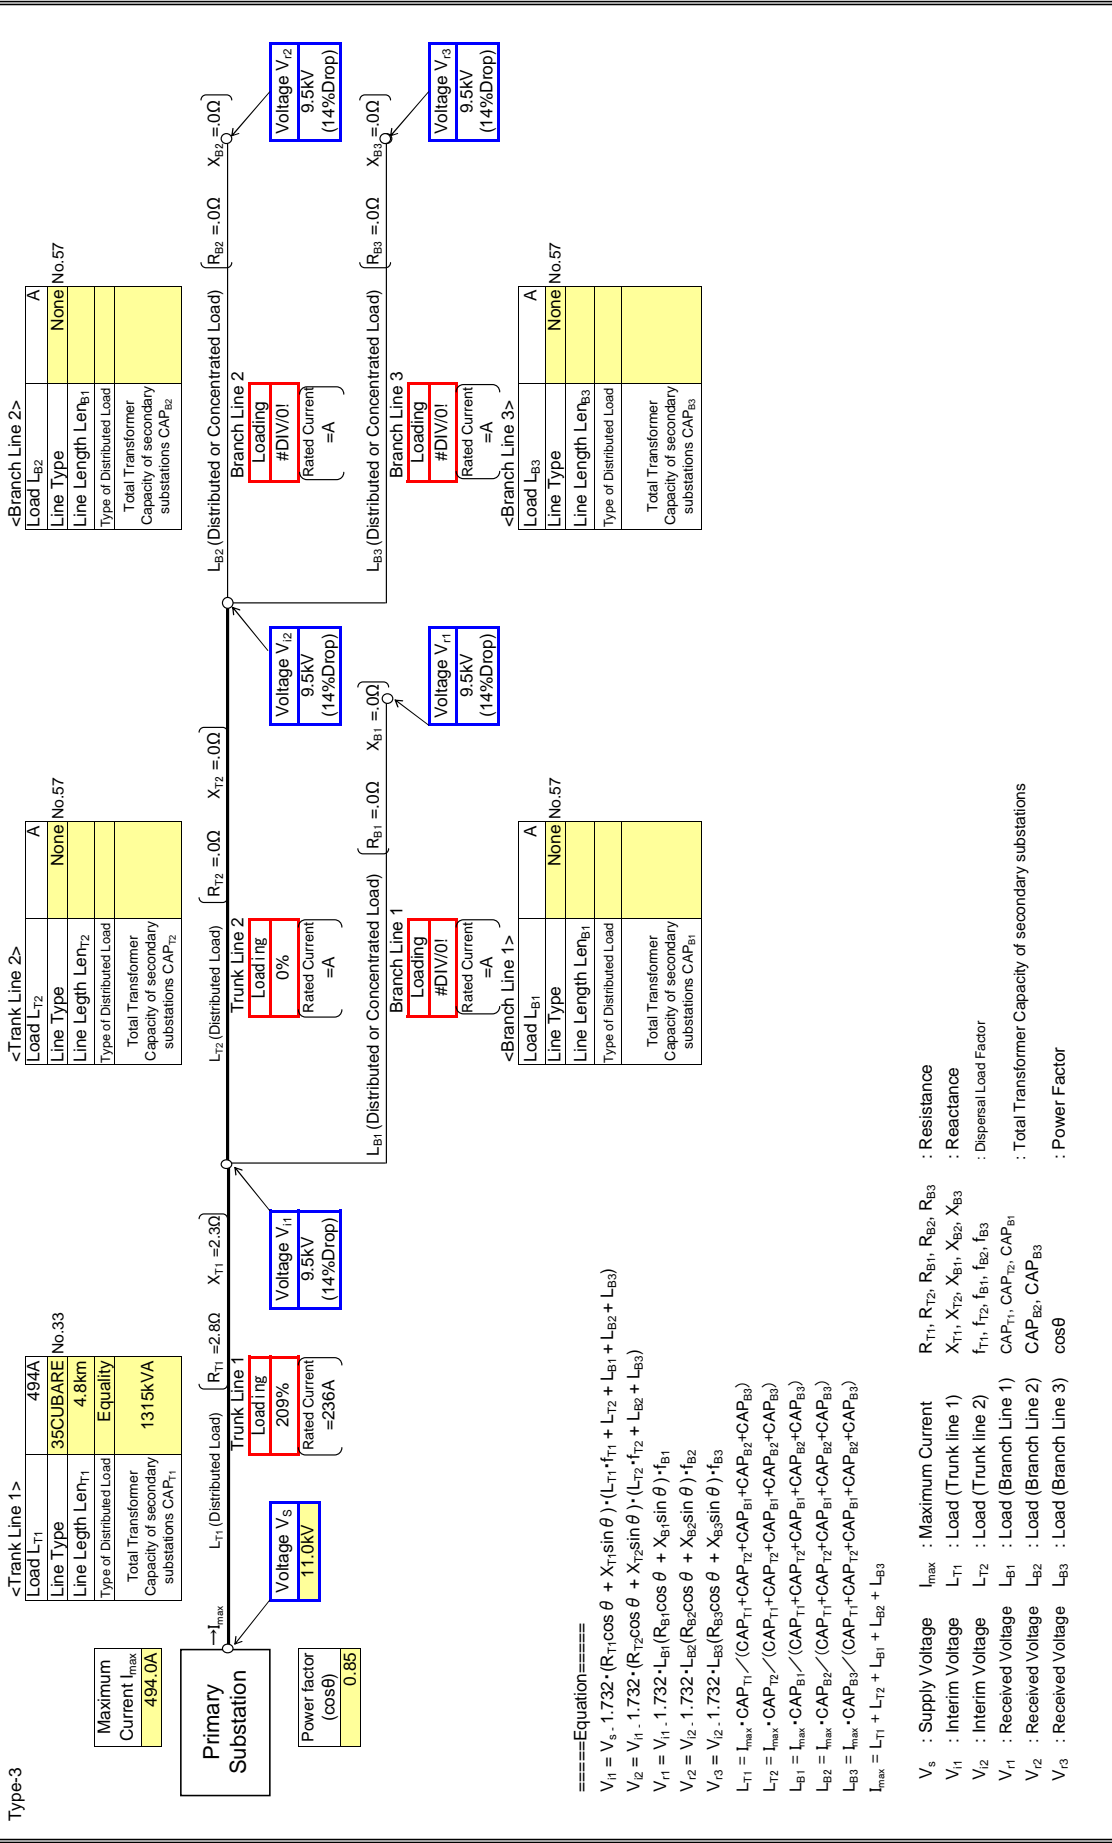 Type-3
Maximum
Current Imax
494.0A
Primary
Substation
Power factor
(cosθ)
0.85
→Imax
Voltage VS
11.0kV
<Trank Line 1>
Load LT1 494A
Line Type 35CUBARE No.33
Line Legth LenT1 4.8km
Type of Distributed Load Equality
Total Transformer
Capacity of secondary
substations CAPT1
1315kVA
LT1 (Distributed Load)
RT1 =2.8Ω XT1 =2.3Ω
Trunk Line 1
Loading
209%
Rated Current
=236A
Voltage Vi1
9.5kV
(14%Drop)
<Trank Line 2>
Load LT2 A
Line Type None No.57
Line Length LenT2
Type of Distributed Load
Total Transformer
Capacity of secondary
substations CAPT2
LT2 (Distributed Load)
RT2 =.0Ω XT2 =.0Ω
Trunk Line 2
Loading
0%
Rated Current
=A
Voltage Vi2
9.5kV
(14%Drop)
LB1 (Distributed or Concentrated Load)
RB1 =.0Ω XB1 =.0Ω
Branch Line 1
Loading
#DIV/0!
Rated Current
=A
Voltage Vr1
9.5kV
(14%Drop)
<Branch Line 1>
Load LB1 A
Line Type None No.57
Line Length LenB1
Type of Distributed Load
Total Transformer
Capacity of secondary
substations CAPB1
<Branch Line 2>
Load LB2 A
Line Type None No.57
Line Length LenB1
Type of Distributed Load
Total Transformer
Capacity of secondary
substations CAPB2
LB2 (Distributed or Concentrated Load)
RB2 =.0Ω XB2 =.0Ω
Branch Line 2
Loading
#DIV/0!
Rated Current
=A
Voltage Vr2
9.5kV
(14%Drop)
LB3 (Distributed or Concentrated Load)
RB3 =.0Ω XB3 =.0Ω
Branch Line 3
Loading
#DIV/0!
Rated Current
=A
Voltage Vr3
9.5kV
(14%Drop)
<Branch Line 3>
Load LB3 A
Line Type None No.57
Line Length LenB3
Type of Distributed Load
Total Transformer
Capacity of secondary
substations CAPB3
=====Equation=====
Vi1 = Vs - 1.732・(RT1cos θ + XT1sin θ)・(LT1・fT1 + LT2 + LB1 + LB2 + LB3)
Vi2 = Vi1 - 1.732・(RT2cos θ + XT2sin θ)・(LT2・fT2 + LB2 + LB3)
Vr1 = Vi1 - 1.732・LB1(RB1cos θ + XB1sin θ)・fB1
Vr2 = Vi2 - 1.732・LB2(RB2cos θ + XB2sin θ)・fB2
Vr3 = Vi2 - 1.732・LB3(RB3cos θ + XB3sin θ)・fB3
LT1 = Imax・CAPT1／(CAPT1+CAPT2+CAPB1+CAPB2+CAPB3)
LT2 = Imax・CAPT2／(CAPT1+CAPT2+CAPB1+CAPB2+CAPB3)
LB1 = Imax・CAPB1／(CAPT1+CAPT2+CAPB1+CAPB2+CAPB3)
LB2 = Imax・CAPB2／(CAPT1+CAPT2+CAPB1+CAPB2+CAPB3)
LB3 = Imax・CAPB3／(CAPT1+CAPT2+CAPB1+CAPB2+CAPB3)
Imax = LT1 + LT2 + LB1 + LB2 + LB3
Vs : Supply Voltage Imax : Maximum Current RT1, RT2, RB1, RB2, RB3 : Resistance
Vi1 : Interim Voltage LT1 : Load (Trunk line 1) XT1, XT2, XB1, XB2, XB3 : Reactance
Vi2 : Interim Voltage LT2 : Load (Trunk line 2) fT1, fT2, fB1, fB2, fB3 : Dispersal Load Factor
Vr1 : Received Voltage LB1 : Load (Branch Line 1) CAPT1, CAPT2, CAPB1 : Total Transformer Capacity of secondary substations
Vr2 : Received Voltage LB2 : Load (Branch Line 2) CAPB2, CAPB3
Vr3 : Received Voltage LB3 : Load (Branch Line 3) cosθ : Power Factor